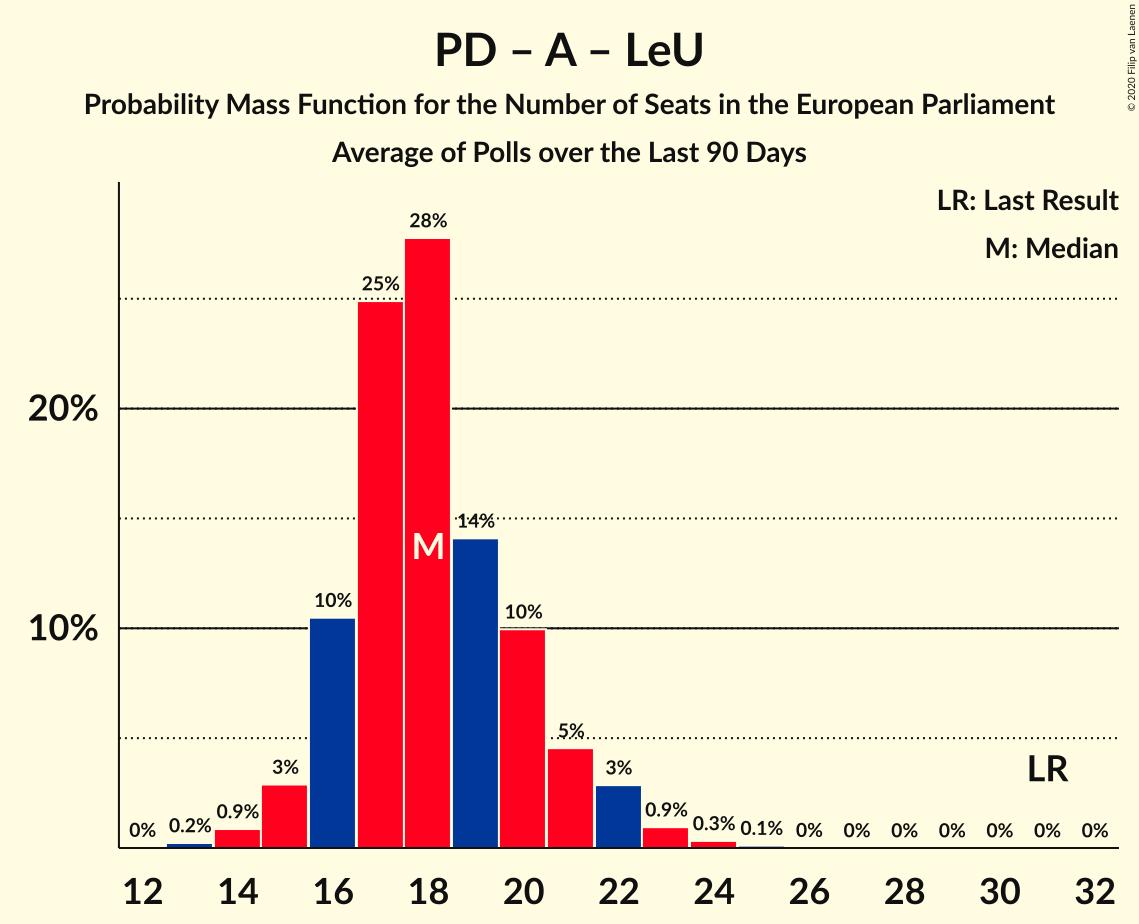 PD – A – LeU
Probability Mass Function for the Number of Seats in the European Parliament
Average of Polls over the Last 90 Days
© 2020 Filip van Laenen
LR: Last Result
M: Median
28%
25%
20%
14%
M
10%
10%
10%
5%
3%
3%
LR
0%
0.2%
0.9%
0.9%
0.3%
0.1%
0%
0%
0%
0%
0%
0%
0%
12 14 16 18 20 22 24 26 28 30 32